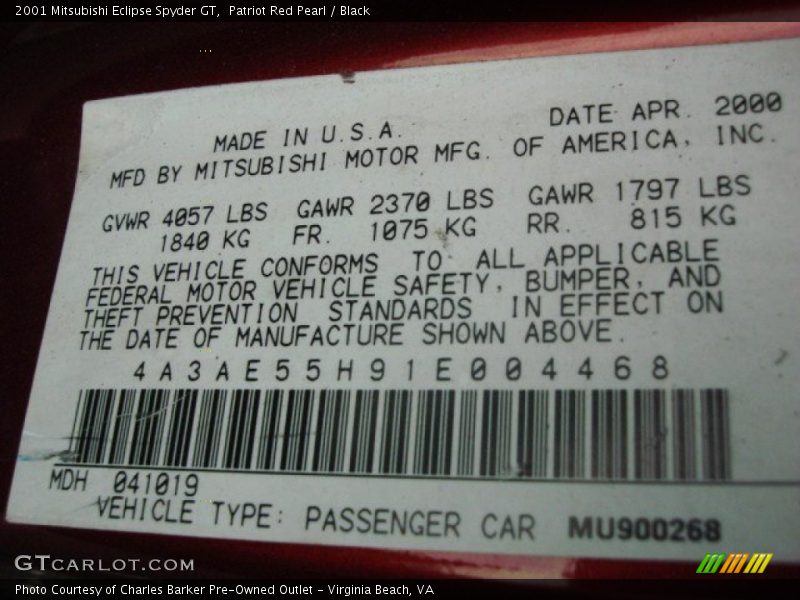 2001 Mitsubishi Eclipse Spyder GT,  Patriot Red Pearl / Black
MADE IN U.S.A. DATE APR. 2000
MFD BY MITSUBISHI MOTOR MFG. OF AMERICA, INC.
GVWR 4057 LBS GAWR 2370 LBS GAWR 1797 LBS
1840 KG FR. 1075 KG RR. 815 KG
THIS VEHICLE CONFORMS TO ALL APPLICABLE
FEDERAL MOTOR VEHICLE SAFETY, BUMPER, AND
THEFT PREVENTION STANDARDS IN EFFECT ON
THE DATE OF MANUFACTURE SHOWN ABOVE.
4A3AE55H91E004468
MDH 041019
VEHICLE TYPE: PASSENGER CAR MU900268
GTCARLOT.COM
Photo Courtesy of Charles Barker Pre-Owned Outlet - Virginia Beach, VA